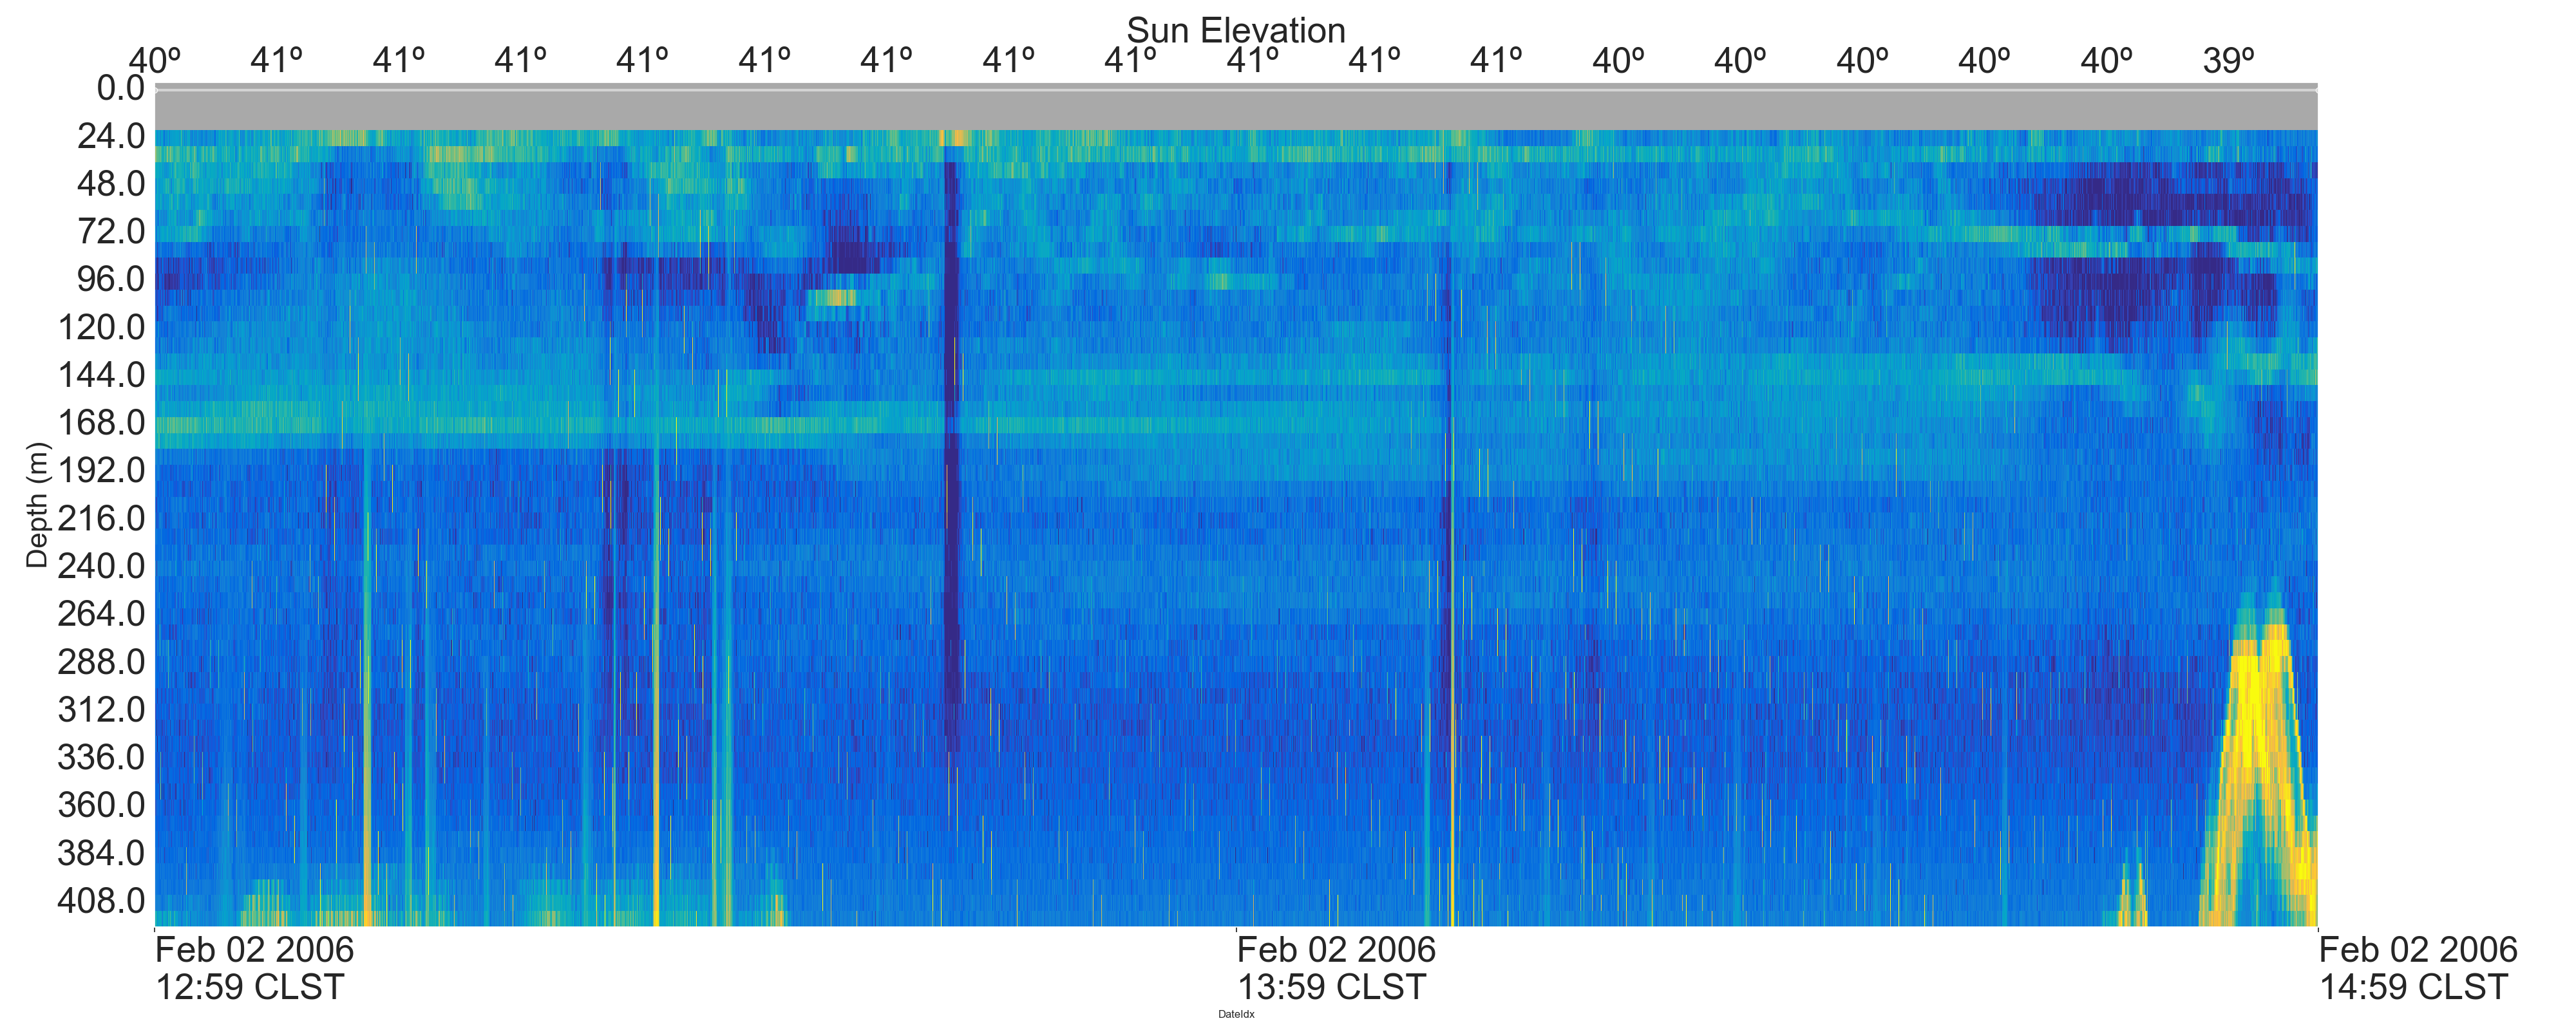 Sun Elevation
40º 41º 41º 41º 41º 41º 41º 41º 41º 41º 41º 41º 40º 40º 40º 40º 40º 39º
0.0
24.0
48.0
72.0
96.0
120.0
144.0
168.0
192.0
216.0
240.0
264.0
288.0
312.0
336.0
360.0
384.0
408.0
Depth (m)
Feb 02 2006
12:59 CLST
Feb 02 2006
13:59 CLST
Feb 02 2006
14:59 CLST
DateIdx